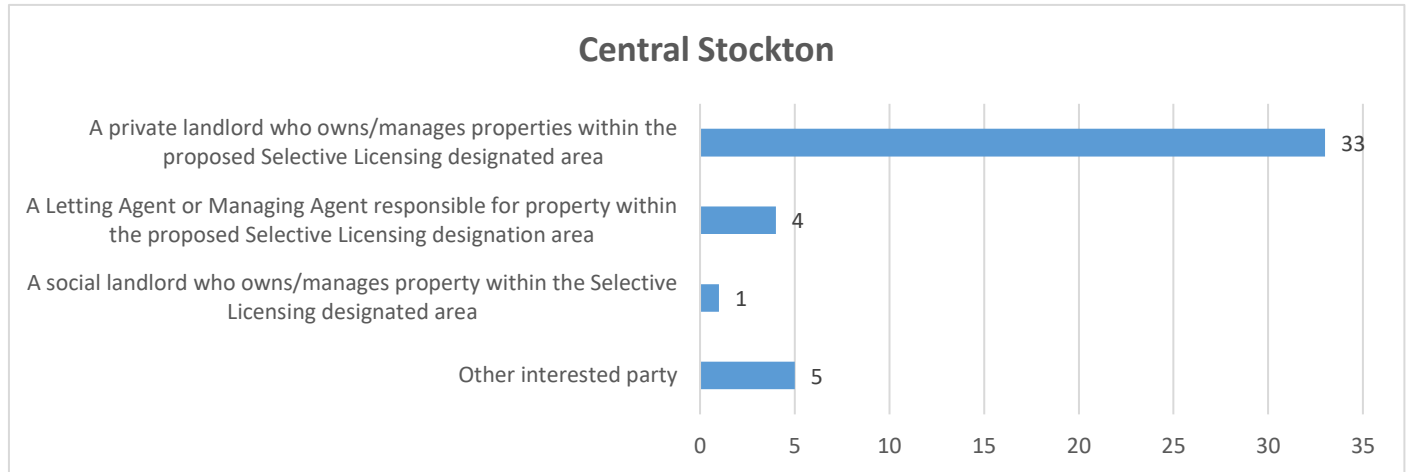 Central Stockton
A private landlord who owns/manages properties within the
proposed Selective Licensing designated area
33
A Letting Agent or Managing Agent responsible for property within
the proposed Selective Licensing designation area
4
A social landlord who owns/manages property within the Selective
Licensing designated area
1
Other interested party
5
0 5 10 15 20 25 30 35